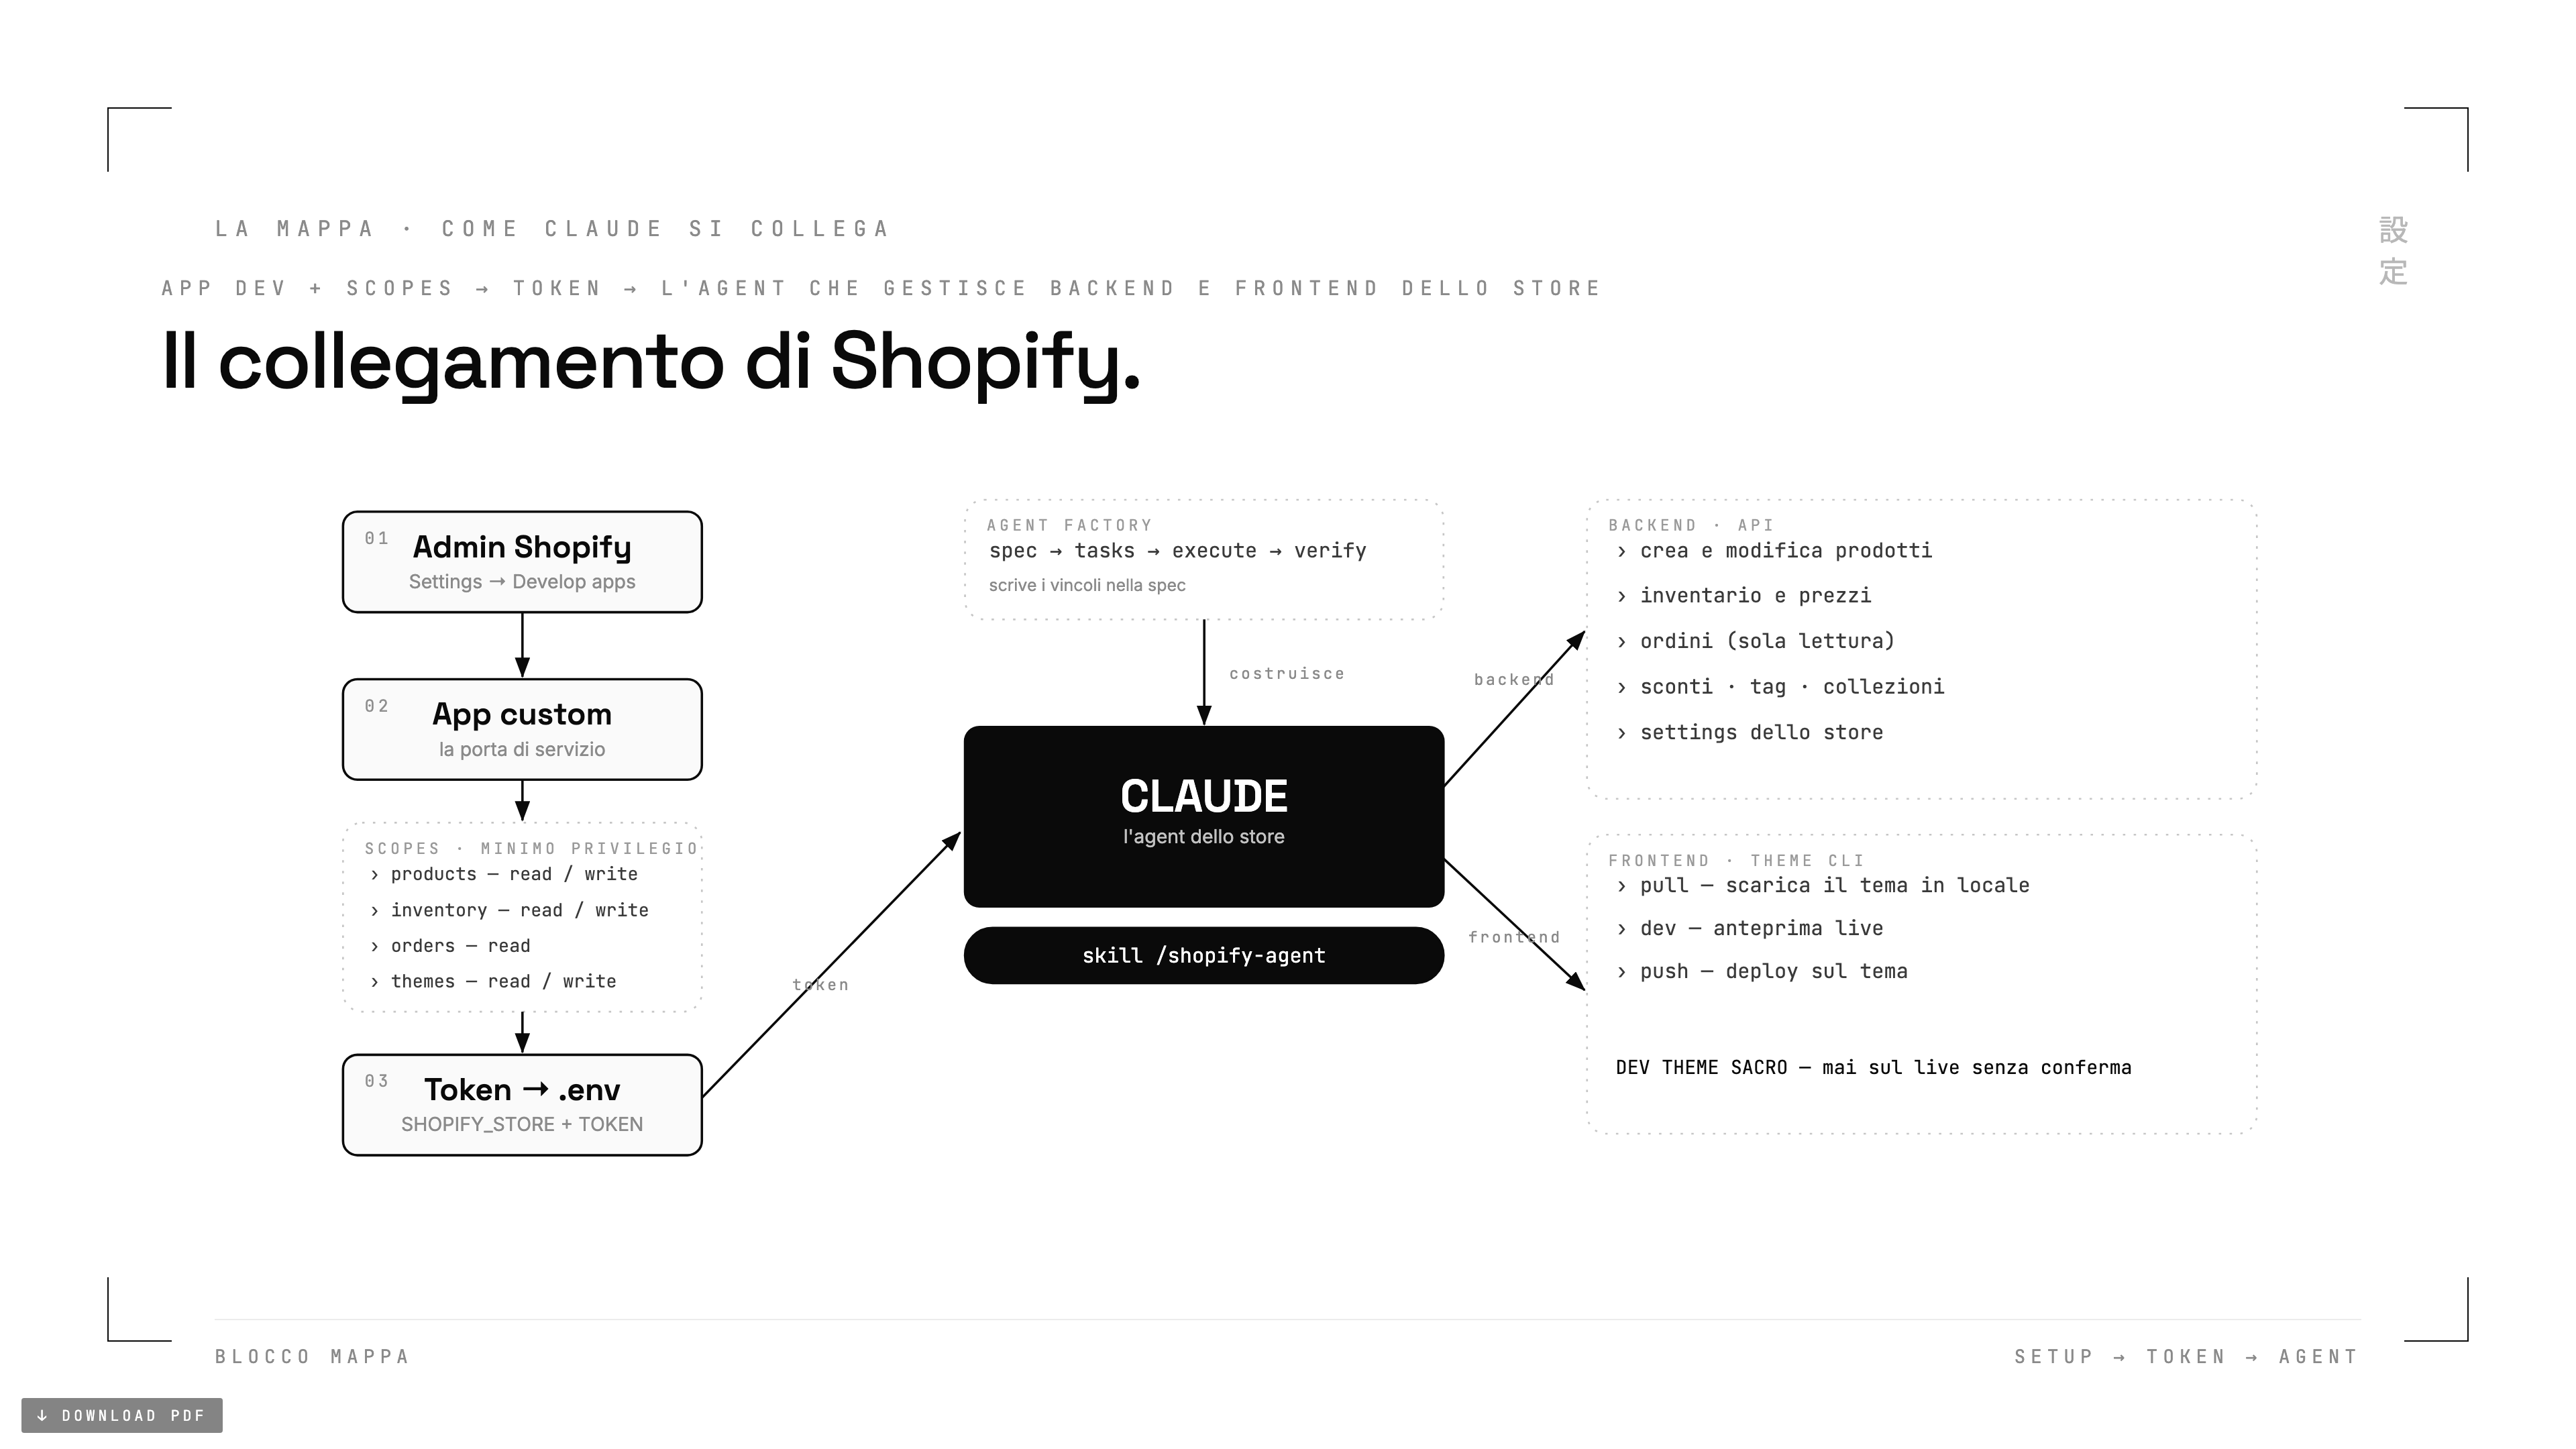 LA MAPPA · COME CLAUDE SI COLLEGA
設定
APP DEV + SCOPES → TOKEN → L'AGENT CHE GESTISCE BACKEND E FRONTEND DELLO STORE
Il collegamento di Shopify.
01
Admin Shopify
Settings → Develop apps
02
App custom
la porta di servizio
SCOPES · MINIMO PRIVILEGIO
› products — read / write
› inventory — read / write
› orders — read
› themes — read / write
03
Token → .env
SHOPIFY_STORE + TOKEN
token
AGENT FACTORY
spec → tasks → execute → verify
scrive i vincoli nella spec
costruisce
CLAUDE
l'agent dello store
skill /shopify-agent
backend
frontend
BACKEND · API
› crea e modifica prodotti
› inventario e prezzi
› ordini (sola lettura)
› sconti · tag · collezioni
› settings dello store
FRONTEND · THEME CLI
› pull — scarica il tema in locale
› dev — anteprima live
› push — deploy sul tema
DEV THEME SACRO — mai sul live senza conferma
BLOCCO MAPPA
SETUP → TOKEN → AGENT
↓ DOWNLOAD PDF